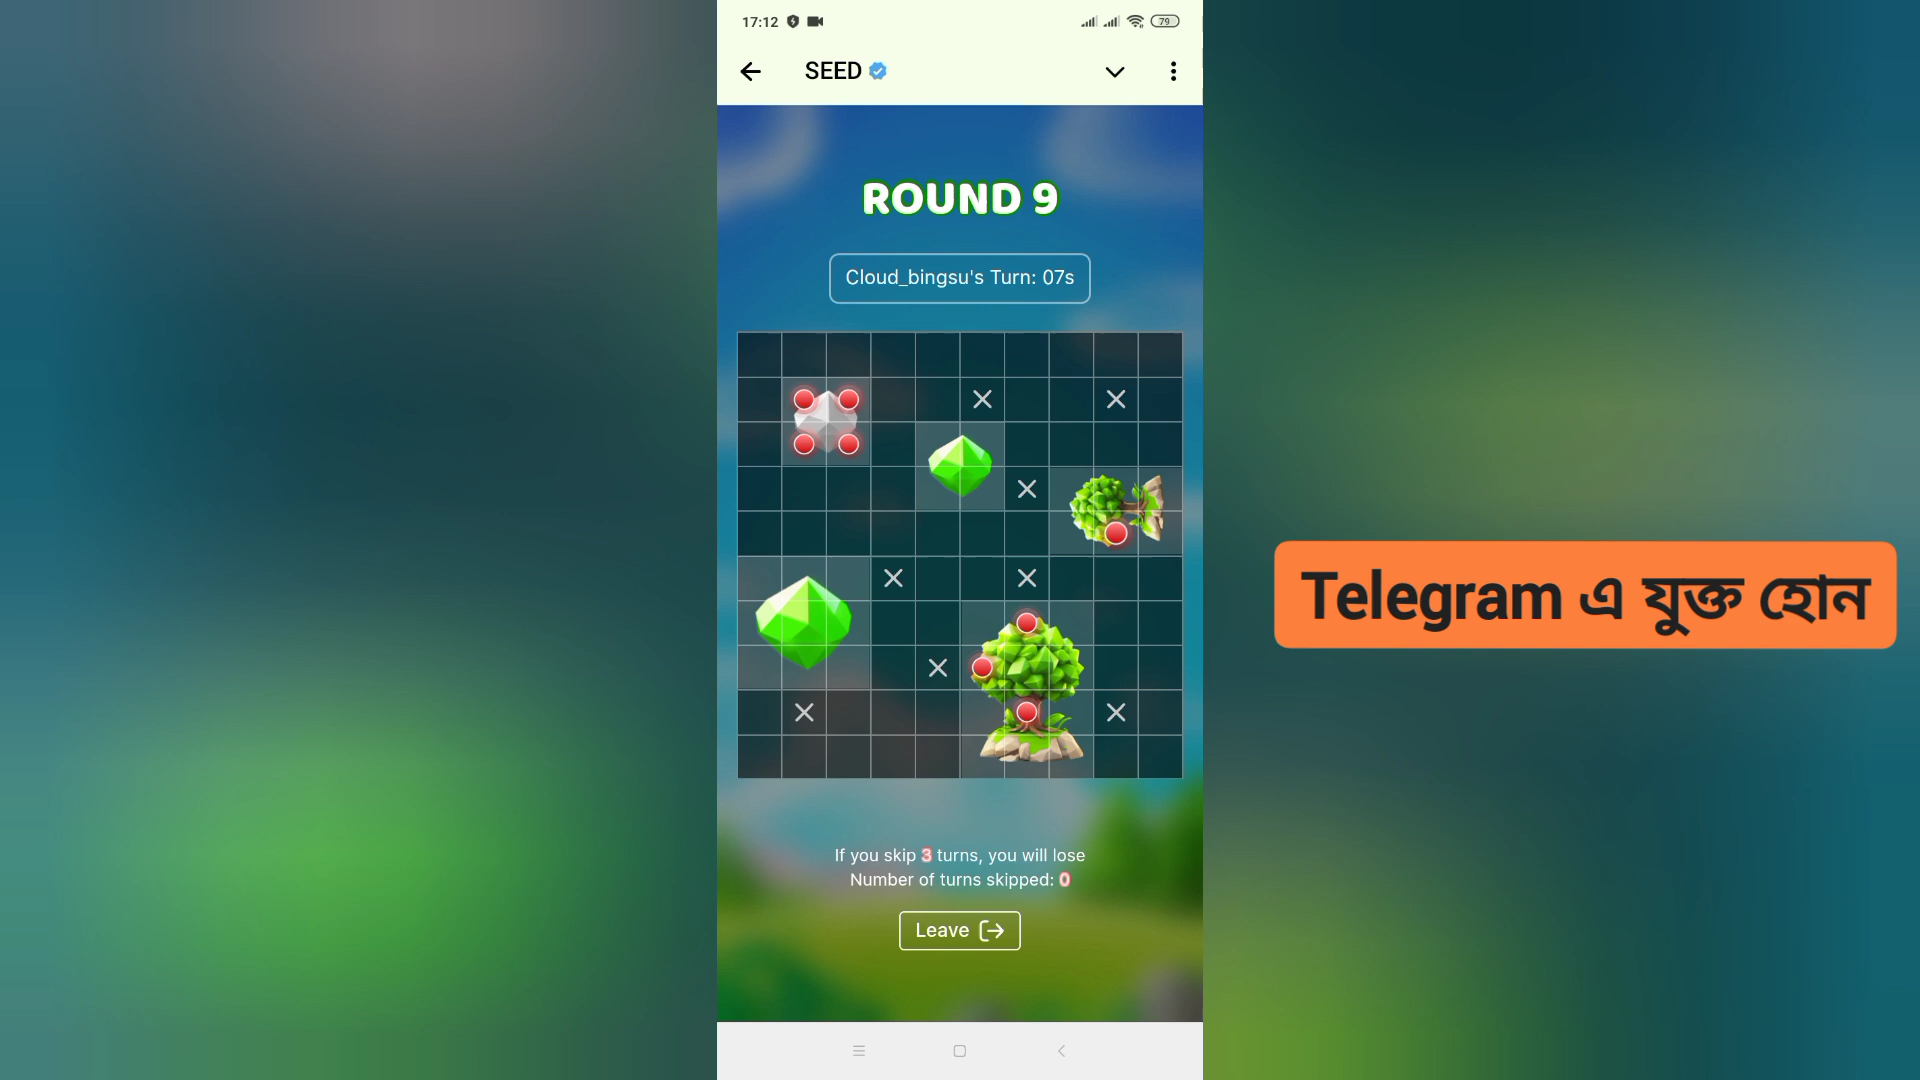 17:12
79
SEED
ROUND 9
Cloud_bingsu's Turn: 07s
Telegram এ যুক্ত হোন
If you skip 3 turns, you will lose
Number of turns skipped: 0
Leave